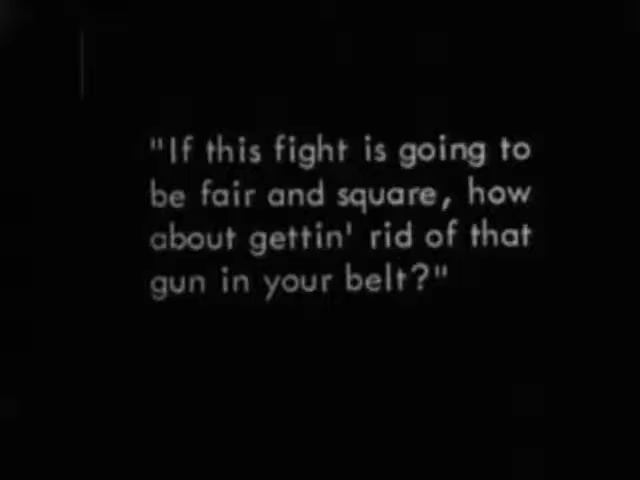 "If this fight is going to
be fair and square, how
about gettin' rid of that
gun in your belt?"